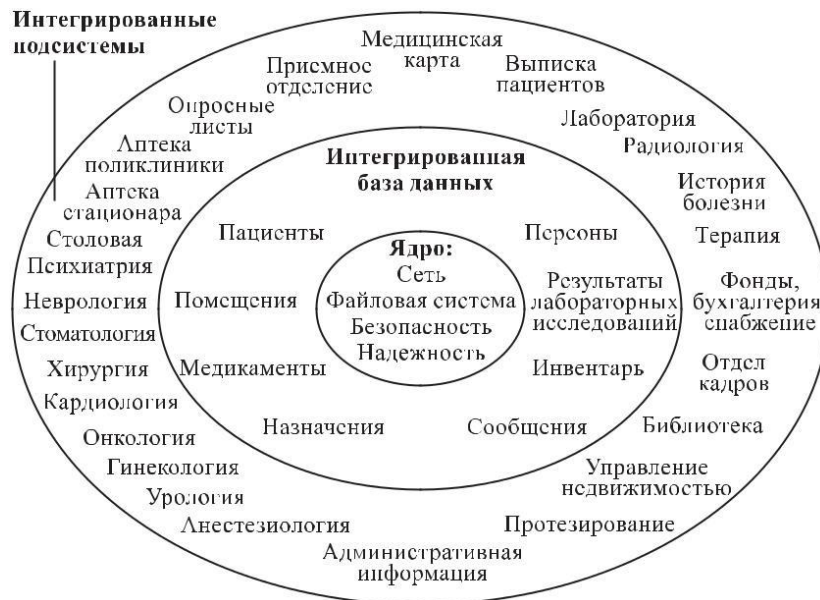 Интегрированные
подсистемы
Медицинская
карта
Приемное
отделение
Выписка
пациентов
Опросные
листы
Лаборатория
Радиология
Аптека
поликлиники
Интегрированная
база данных
История
болезни
Аптека
стационара
Столовая
Пациенты
Персоны
Терапия
Психиатрия
Ядро:
Сеть
Файловая система
Безопасность
Надежность
Неврология
Помещения
Результаты
лабораторных
исследований
Фонды,
бухгалтерия
снабжение
Стоматология
Хирургия
Медикаменты
Инвентарь
Отдел
кадров
Кардиология
Назначения
Сообщения
Библиотека
Онкология
Гинекология
Управление
недвижимостью
Урология
Анестезиология
Протезирование
Административная
информация